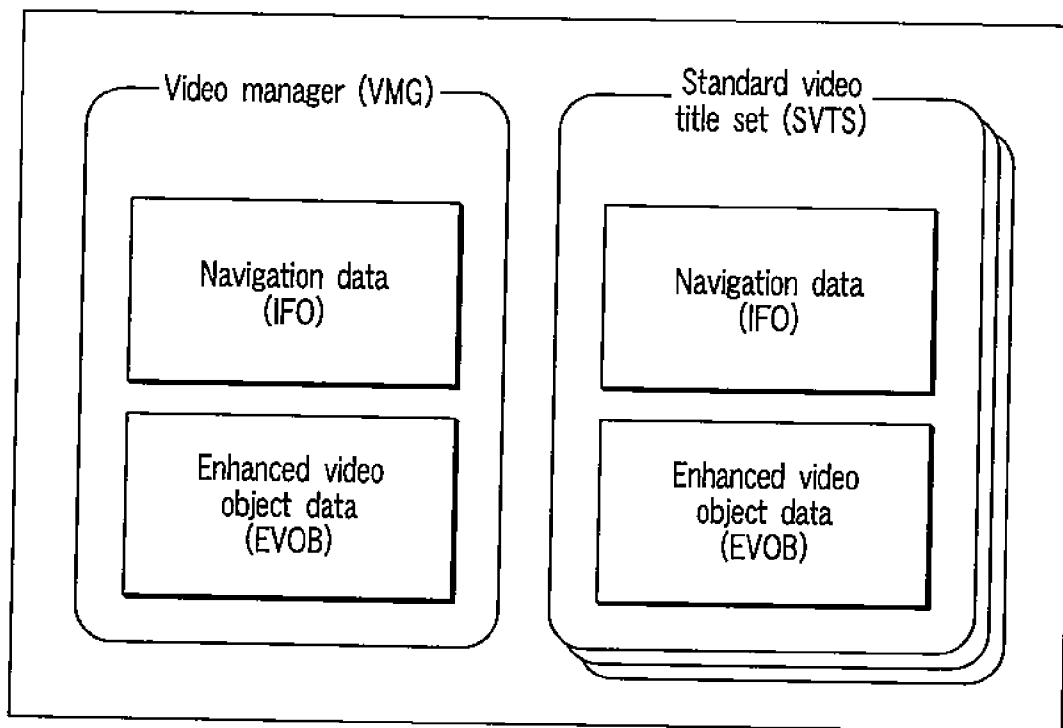 Video manager (VMG)
Navigation data
(IFO)
Enhanced video
object data
(EVOB)
Standard video
title set (SVTS)
Navigation data
(IFO)
Enhanced video
object data
(EVOB)